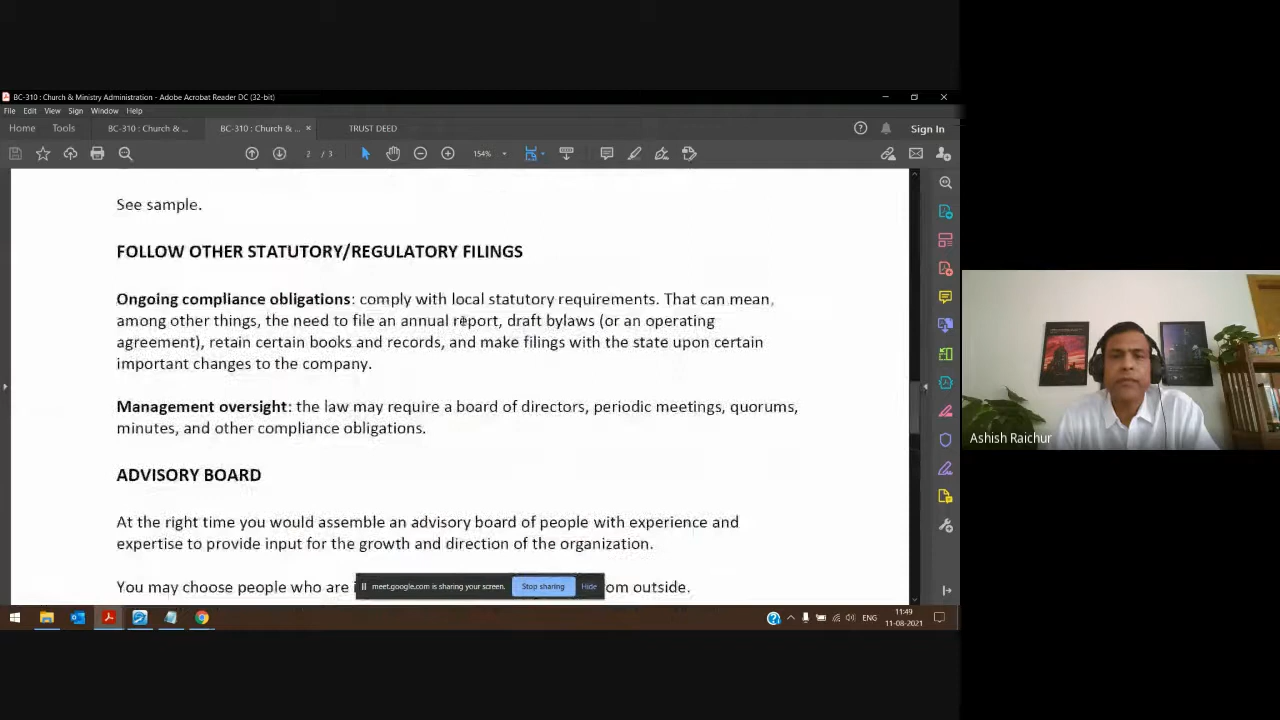 BC-310 : Church & Ministry Administration - Adobe Acrobat Reader DC (32-bit)
File Edit View Sign Window Help
Home Tools BC-310 : Church & ... BC-310 : Church & ... × TRUST DEED Sign In
2 / 3 154%
See sample.
FOLLOW OTHER STATUTORY/REGULATORY FILINGS
Ongoing compliance obligations: comply with local statutory requirements. That can mean,
among other things, the need to file an annual report, draft bylaws (or an operating
agreement), retain certain books and records, and make filings with the state upon certain
important changes to the company.
Management oversight: the law may require a board of directors, periodic meetings, quorums,
minutes, and other compliance obligations.
ADVISORY BOARD
At the right time you would assemble an advisory board of people with experience and
expertise to provide input for the growth and direction of the organization.
You may choose people who are om outside.
meet.google.com is sharing your screen. Stop sharing Hide
ENG
11:49
11-08-2021
Ashish Raichur